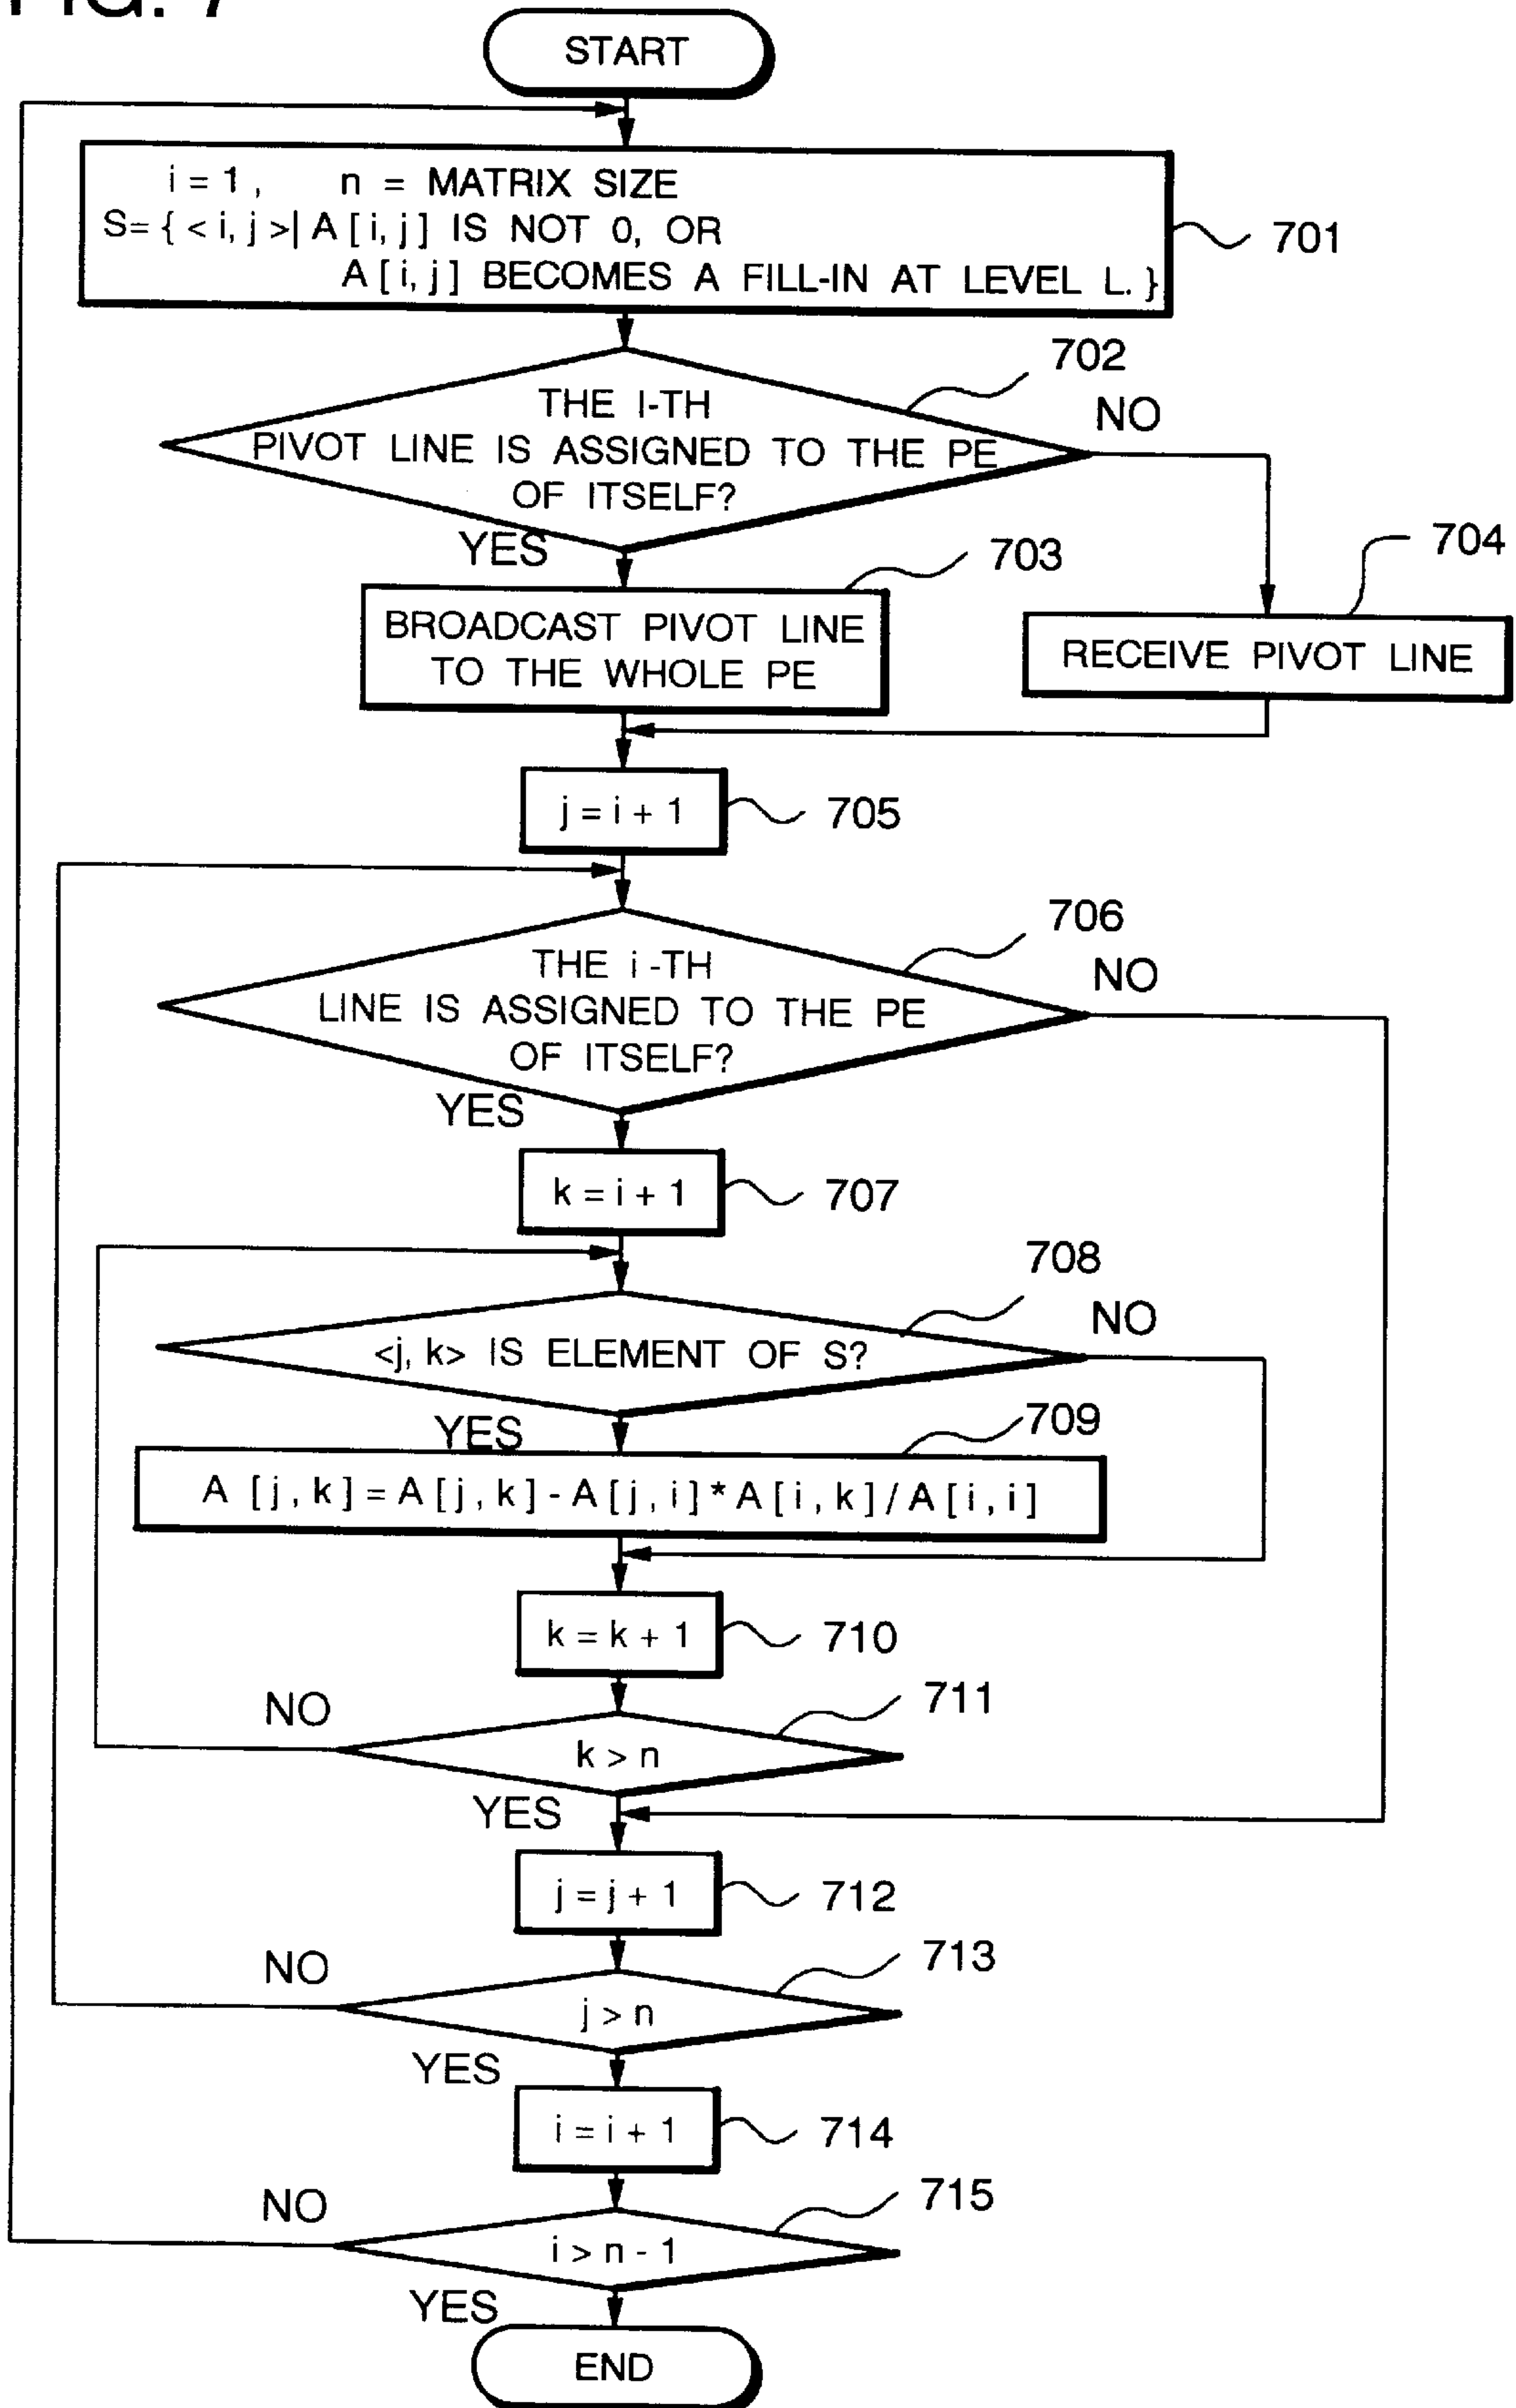 FIG. 7
START
i = 1 , n = MATRIX SIZE
S= { < i, j >| A [ i, j ] IS NOT 0, OR
A [ i, j ] BECOMES A FILL-IN AT LEVEL L. }
701
702
THE I-TH
PIVOT LINE IS ASSIGNED TO THE PE
OF ITSELF?
NO
YES
703
704
BROADCAST PIVOT LINE
TO THE WHOLE PE
RECEIVE PIVOT LINE
j = i + 1
705
706
THE i -TH
LINE IS ASSIGNED TO THE PE
OF ITSELF?
NO
YES
k = i + 1
707
708
<j, k> IS ELEMENT OF S?
NO
YES
709
A [ j , k ] = A [ j , k ] - A [ j , i ] * A [ i , k ] / A [ i , i ]
k = k + 1
710
711
NO
k > n
YES
j = j + 1
712
713
NO
j > n
YES
i = i + 1
714
715
NO
i > n - 1
YES
END